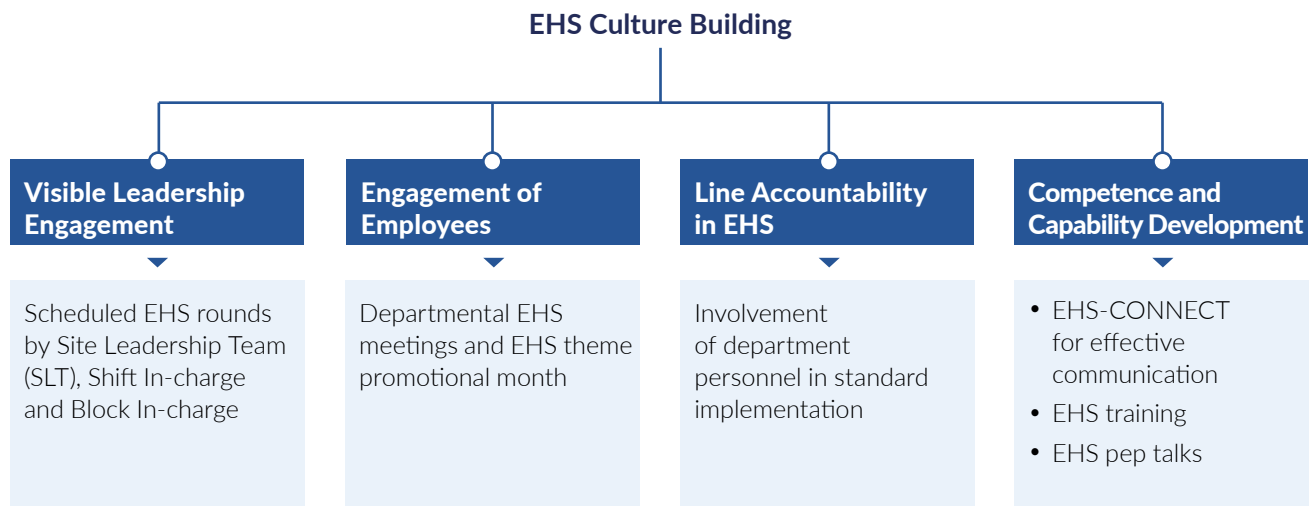 EHS Culture Building
Visible Leadership
Engagement
Scheduled EHS rounds
by Site Leadership Team
(SLT), Shift In-charge
and Block In-charge
Engagement of
Employees
Departmental EHS
meetings and EHS theme
promotional month
Line Accountability
in EHS
Involvement
of department
personnel in standard
implementation
Competence and
Capability Development
• EHS-CONNECT
for effective
communication
• EHS training
• EHS pep talks